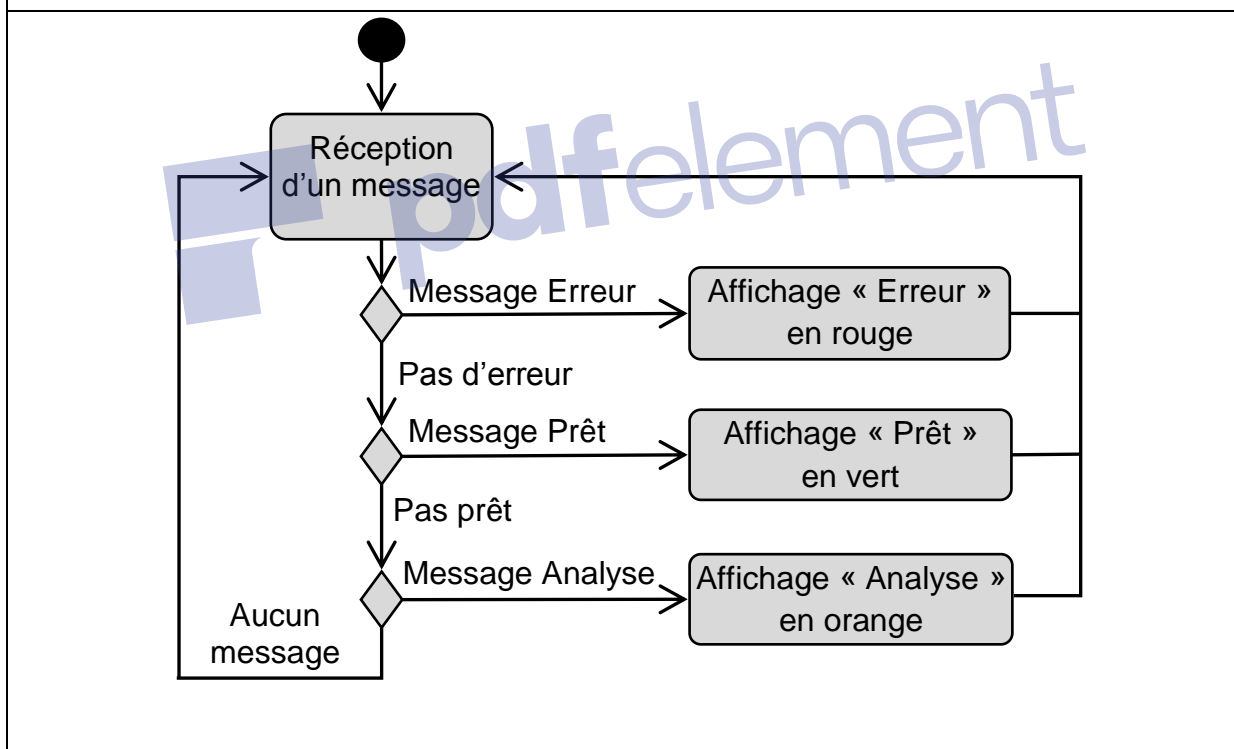 Réception
d’un message
pdfelement
Message Erreur
Affichage « Erreur »
en rouge
Pas d’erreur
Message Prêt
Affichage « Prêt »
en vert
Pas prêt
Message Analyse
Affichage « Analyse »
en orange
Aucun
message